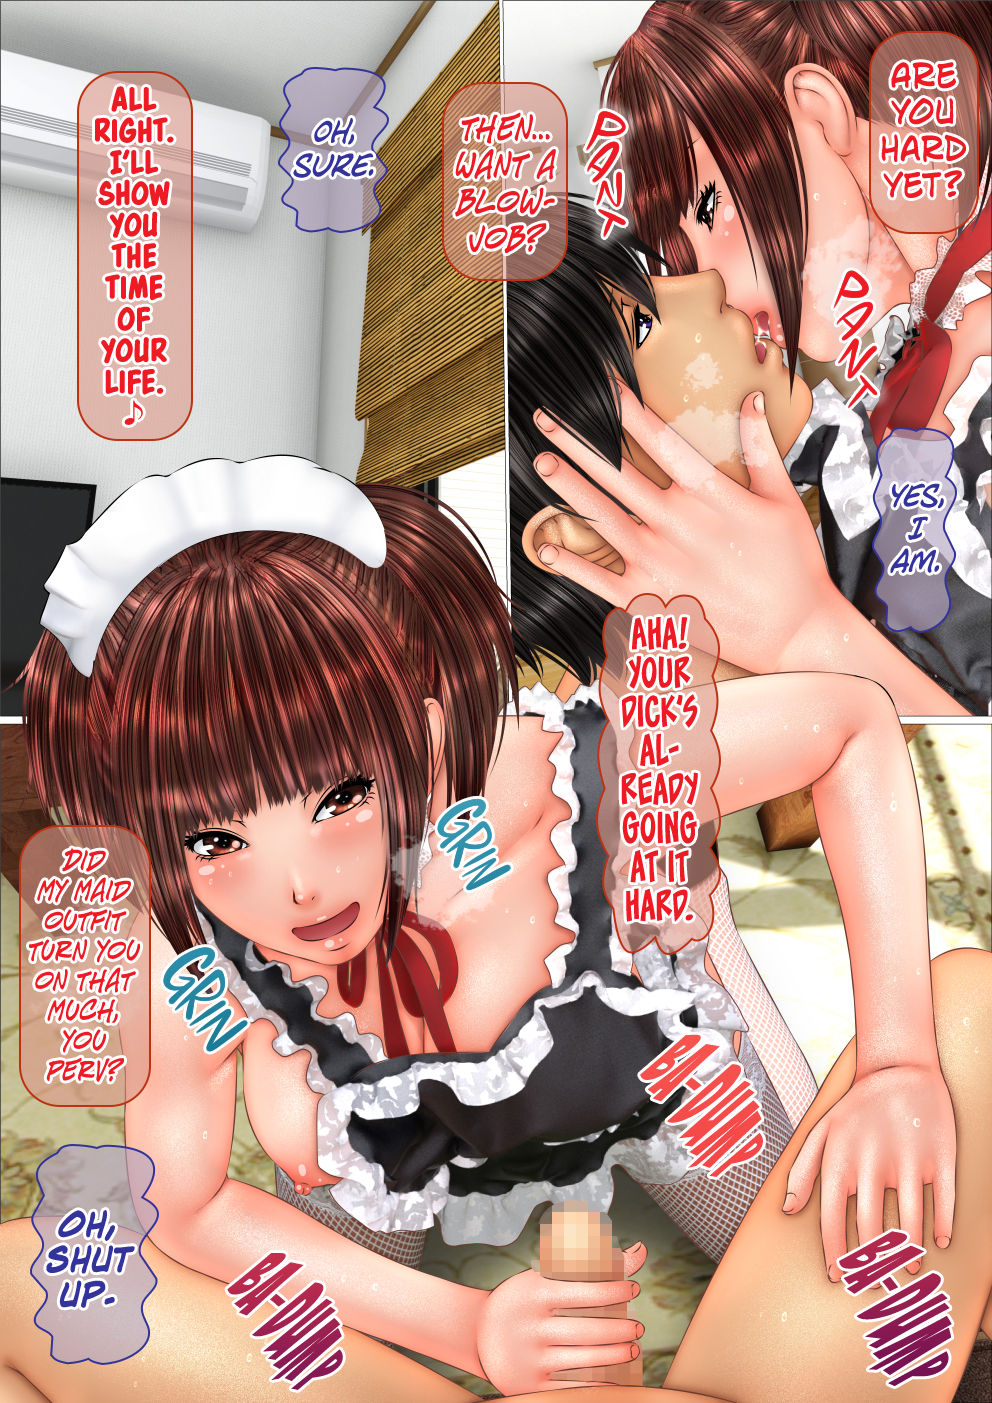 ARE
YOU
HARD
YET?
PANT
PANT
YES,
I
AM.
THEN...
WANT A
BLOW-
JOB?
OH,
SURE.
ALL
RIGHT.
I'LL
SHOW
YOU
THE
TIME
OF
YOUR
LIFE.
♪
AHA!
YOUR
DICK'S
AL-
READY
GOING
AT IT
HARD.
GRIN
GRIN
DID
MY MAID
OUTFIT
TURN YOU
ON THAT
MUCH,
YOU
PERV?
BA-DUMP
OH,
SHUT
UP.
BA-DUMP
BA-DUMP